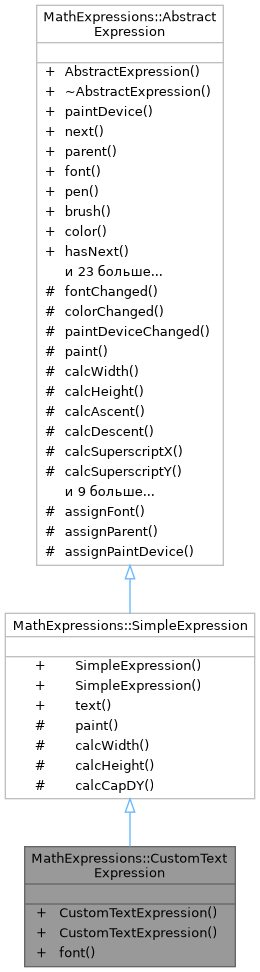 MathExpressions::Abstract
Expression
+ AbstractExpression()
+ ~AbstractExpression()
+ paintDevice()
+ next()
+ parent()
+ font()
+ pen()
+ brush()
+ color()
+ hasNext()
и 23 больше...
# fontChanged()
# colorChanged()
# paintDeviceChanged()
# paint()
# calcWidth()
# calcHeight()
# calcAscent()
# calcDescent()
# calcSuperscriptX()
# calcSuperscriptY()
и 9 больше...
# assignFont()
# assignParent()
# assignPaintDevice()
MathExpressions::SimpleExpression
+ SimpleExpression()
+ SimpleExpression()
+ text()
# paint()
# calcWidth()
# calcHeight()
# calcCapDY()
MathExpressions::CustomText
Expression
+ CustomTextExpression()
+ CustomTextExpression()
+ font()